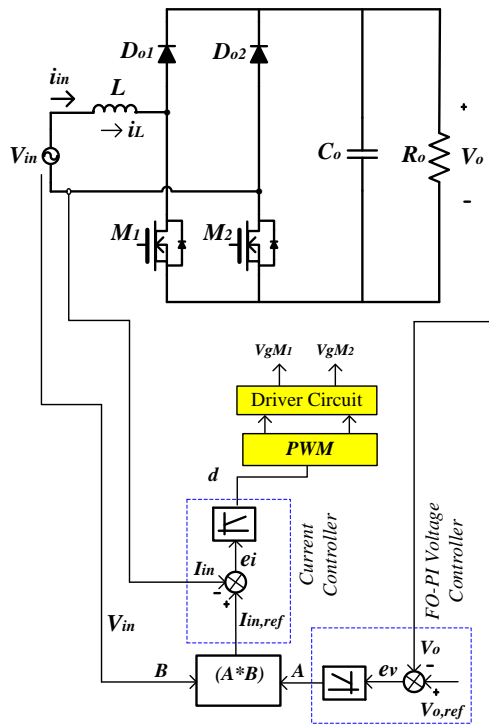 Do1
Do2
iin
L
iL
Vin
Co
Ro
+
Vo
-
M1
M2
VgM1
VgM2
Driver Circuit
PWM
d
Current
Controller
FO-PI Voltage
Controller
ei
Iin
-
+
Iin,ref
Vin
B
(A*B)
A
ev
Vo
-
+
Vo,ref